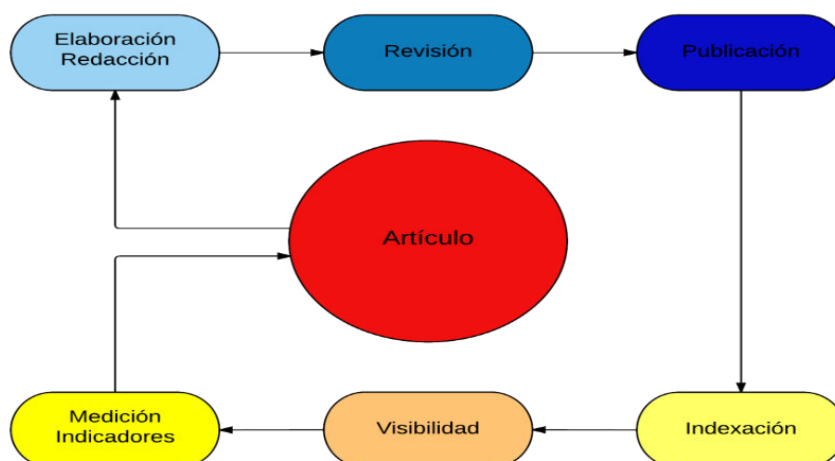 Elaboración
Redacción
Revisión
Publicación
Artículo
Medición
Indicadores
Visibilidad
Indexación